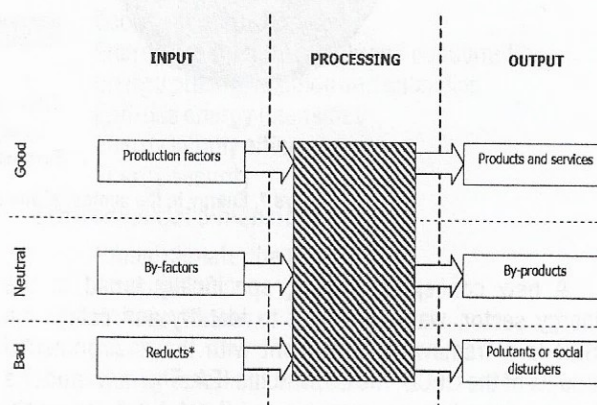 INPUT PROCESSING OUTPUT
Good
Production factors
Products and services
Neutral
By-factors
By-products
Bad
Reducts*
Polutants or social
disturbers